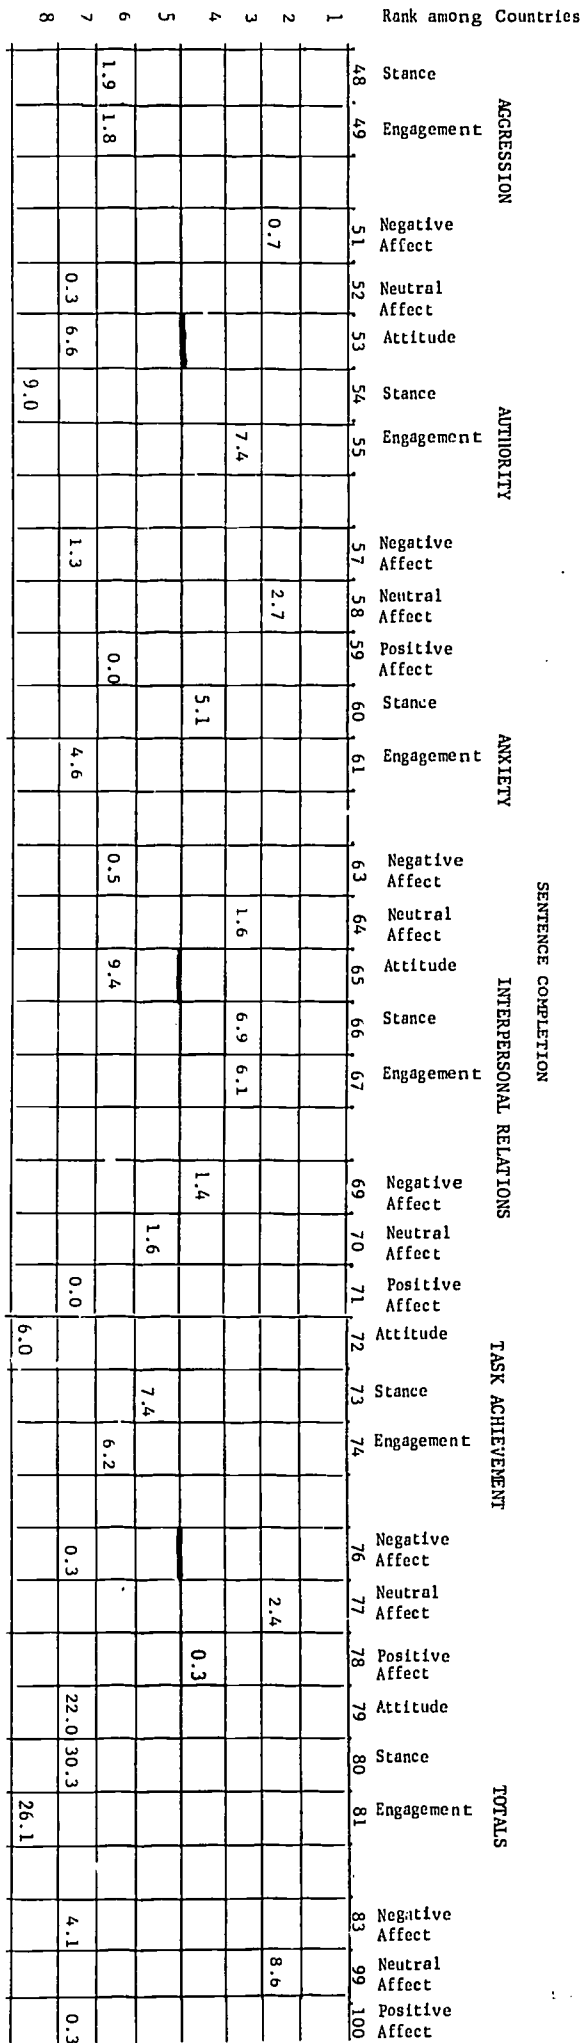 SENTENCE COMPLETION
AGGRESSION
AUTHORITY
ANXIETY
INTERPERSONAL RELATIONS
TASK ACHIEVEMENT
TOTALS
Rank among Countries
Stance
Engagement
Negative Affect
Neutral Affect
Attitude
Stance
Engagement
Negative Affect
Neutral Affect
Positive Affect
Stance
Engagement
Negative Affect
Neutral Affect
Attitude
Stance
Engagement
Negative Affect
Neutral Affect
Positive Affect
Attitude
Stance
Engagement
Negative Affect
Neutral Affect
Positive Affect
Attitude
Stance
Engagement
Negative Affect
Neutral Affect
Positive Affect
48 49 51 52 53 54 55 57 58 59 60 61 63 64 65 66 67 69 70 71 72 73 74 76 77 78 79 80 81 83 99 100
1
2 0.7 2.7 2.4 8.6
3 7.4 1.6 6.9 6.1
4 5.1 1.4 0.3
5 1.6 7.4
6 1.9 1.8 0.0 0.5 9.4 6.2
7 0.3 6.6 1.3 4.6 0.0 0.3 22.0 30.3 4.1 0.3
8 9.0 6.0 26.1